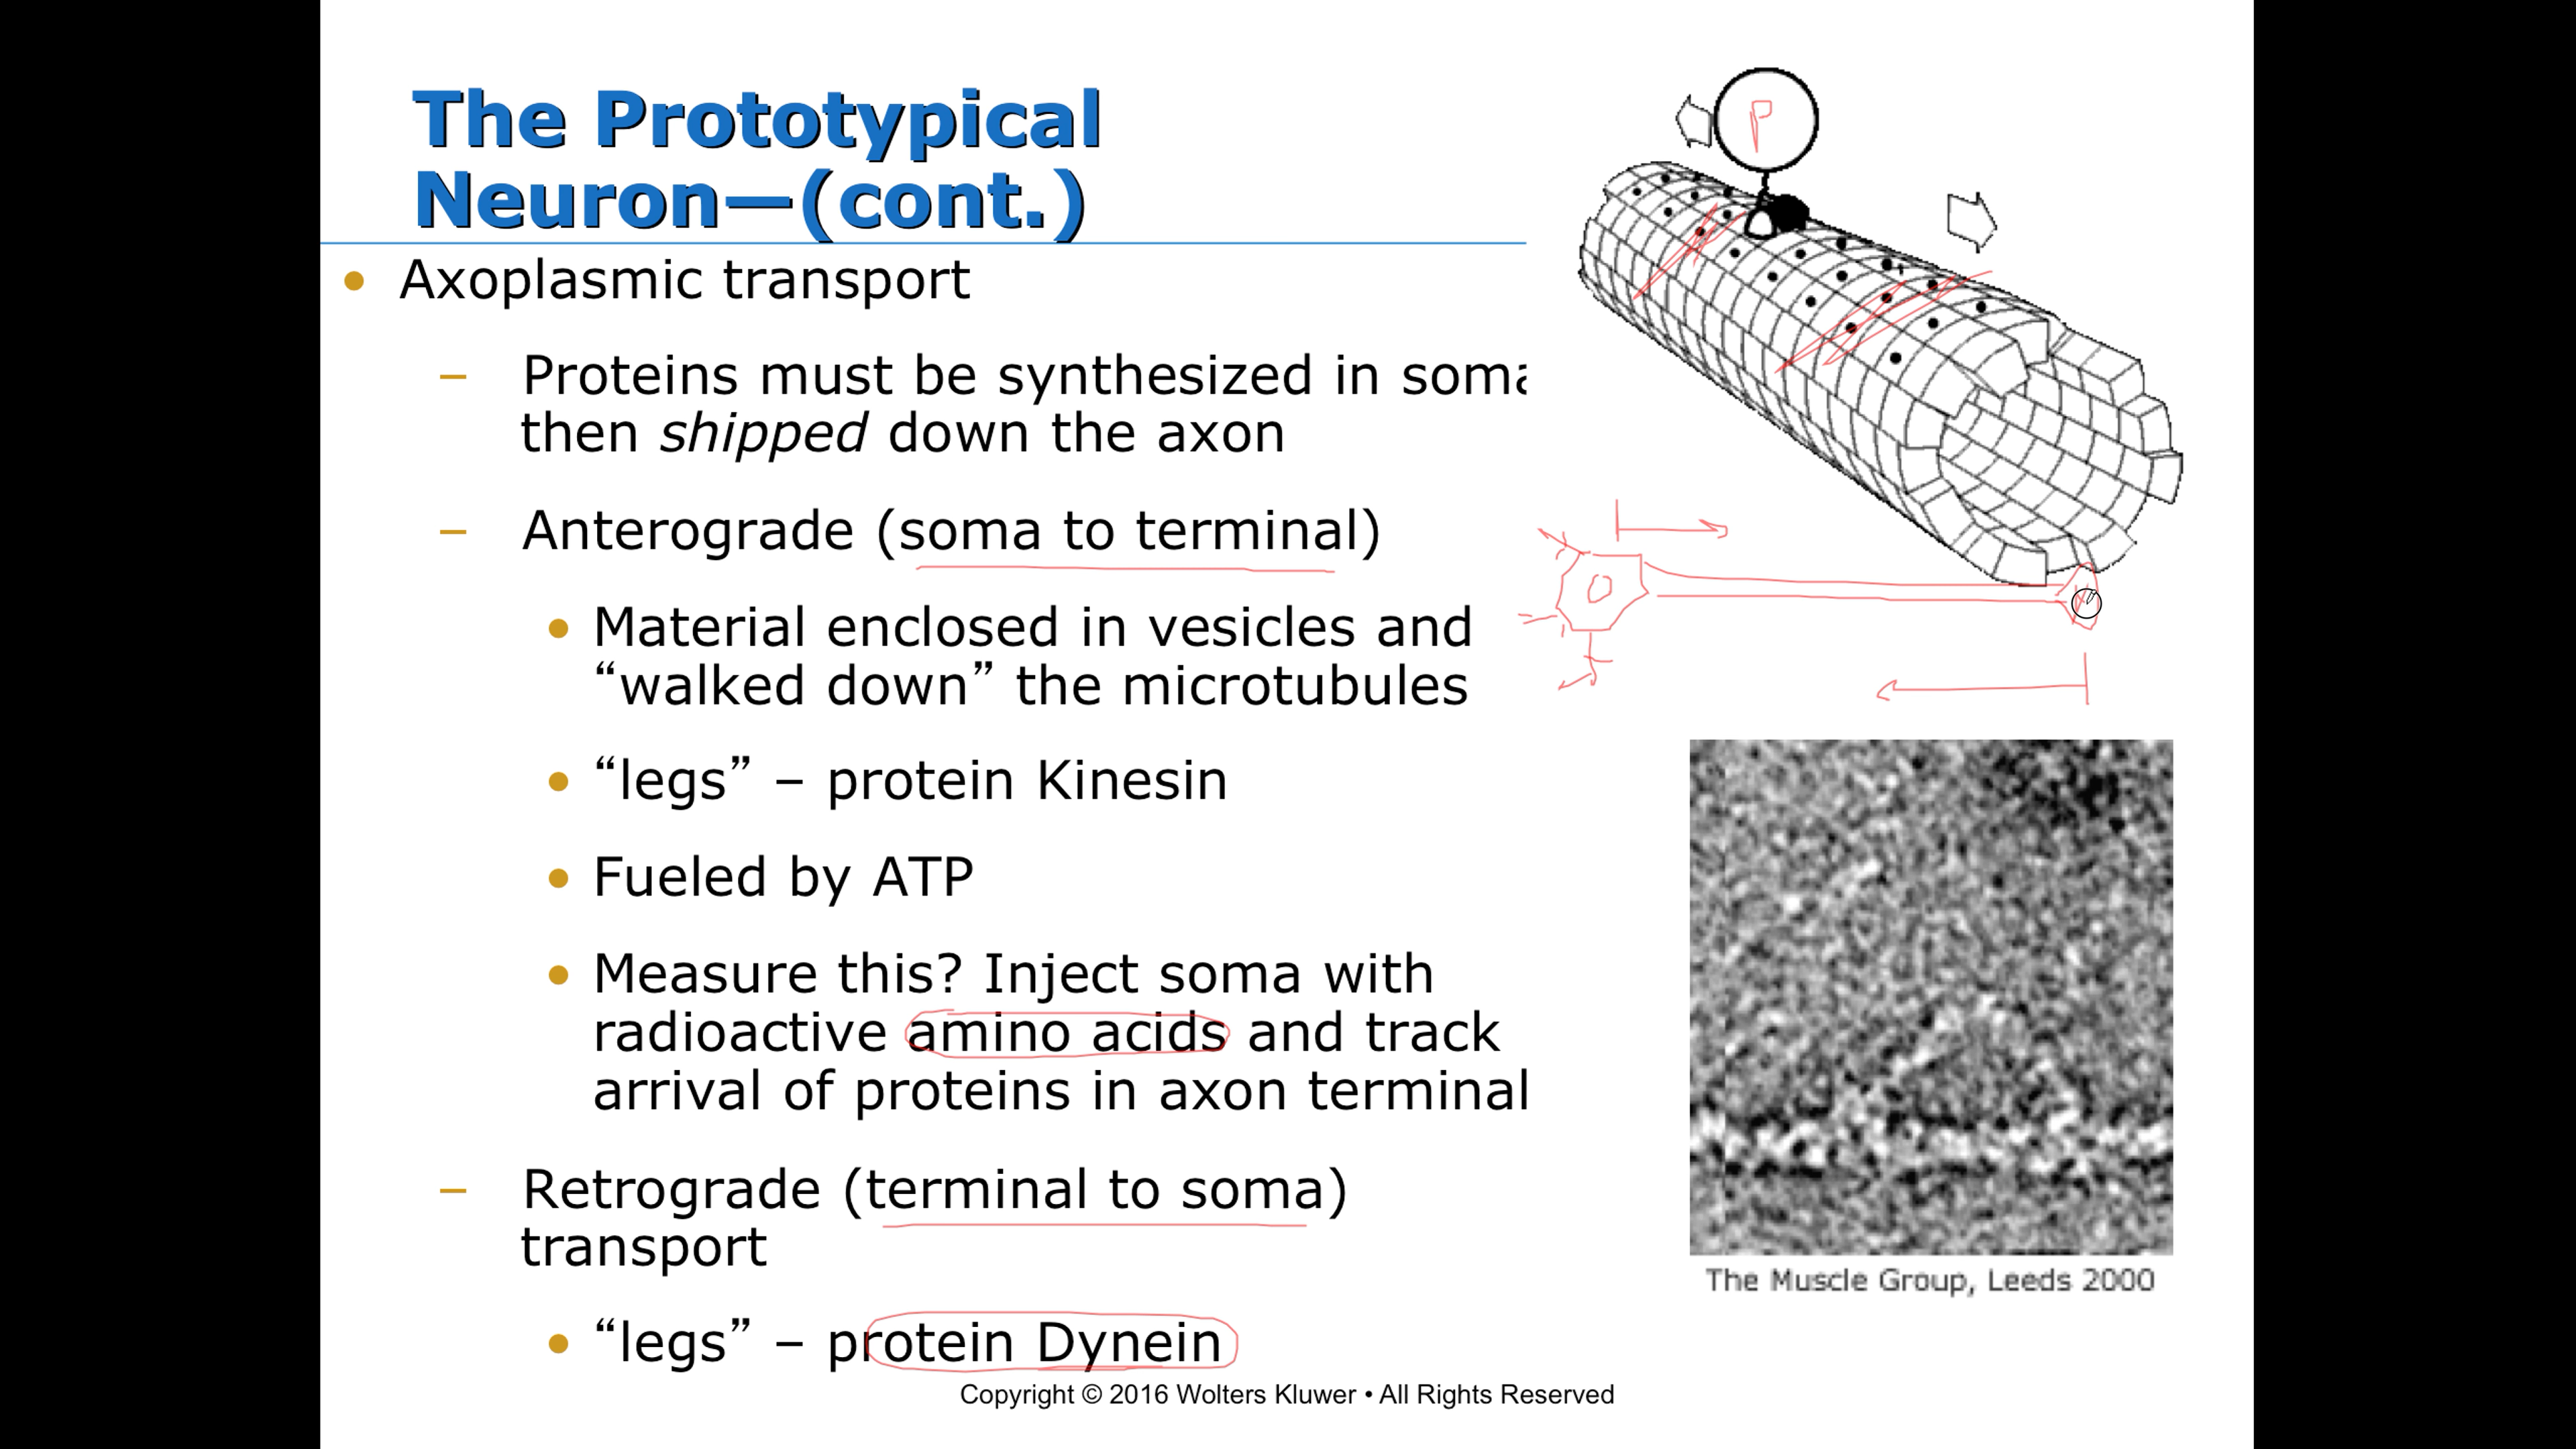 The Prototypical
Neuron—(cont.)
• Axoplasmic transport
– Proteins must be synthesized in soma
then shipped down the axon
– Anterograde (soma to terminal)
• Material enclosed in vesicles and
“walked down” the microtubules
• “legs” – protein Kinesin
• Fueled by ATP
• Measure this? Inject soma with
radioactive amino acids and track
arrival of proteins in axon terminal
– Retrograde (terminal to soma)
transport
• “legs” – protein Dynein
P
The Muscle Group, Leeds 2000
Copyright © 2016 Wolters Kluwer • All Rights Reserved